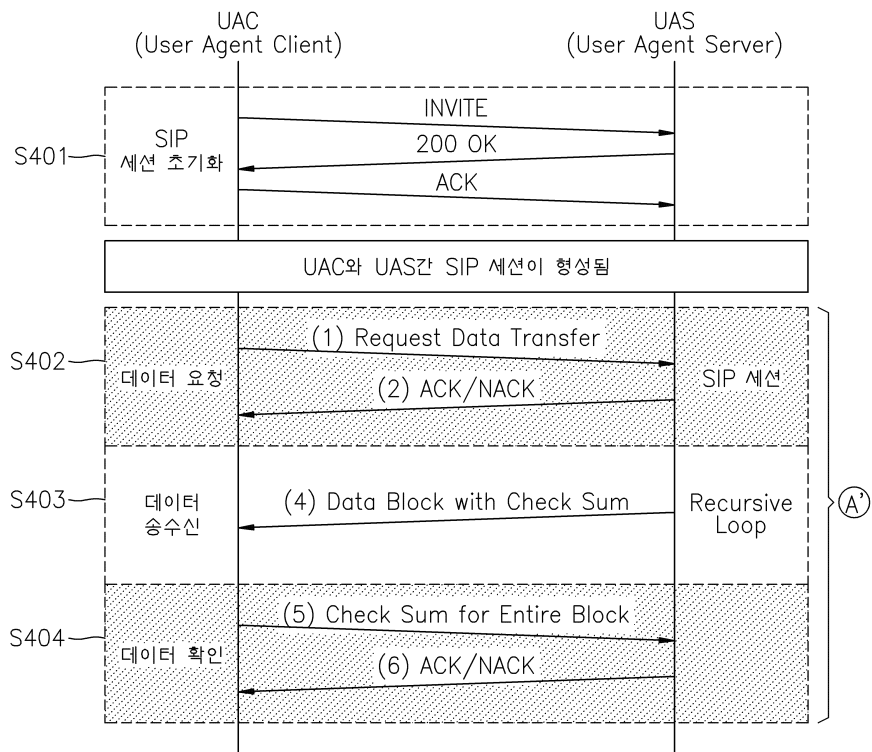 UAC
(User Agent Client)
UAS
(User Agent Server)
S401
SIP
세션 초기화
INVITE
200 OK
ACK
UAC와 UAS간 SIP 세션이 형성됨
S402
데이터 요청
(1) Request Data Transfer
(2) ACK/NACK
SIP 세션
S403
데이터
송수신
(4) Data Block with Check Sum
Recursive
Loop
A'
S404
데이터 확인
(5) Check Sum for Entire Block
(6) ACK/NACK